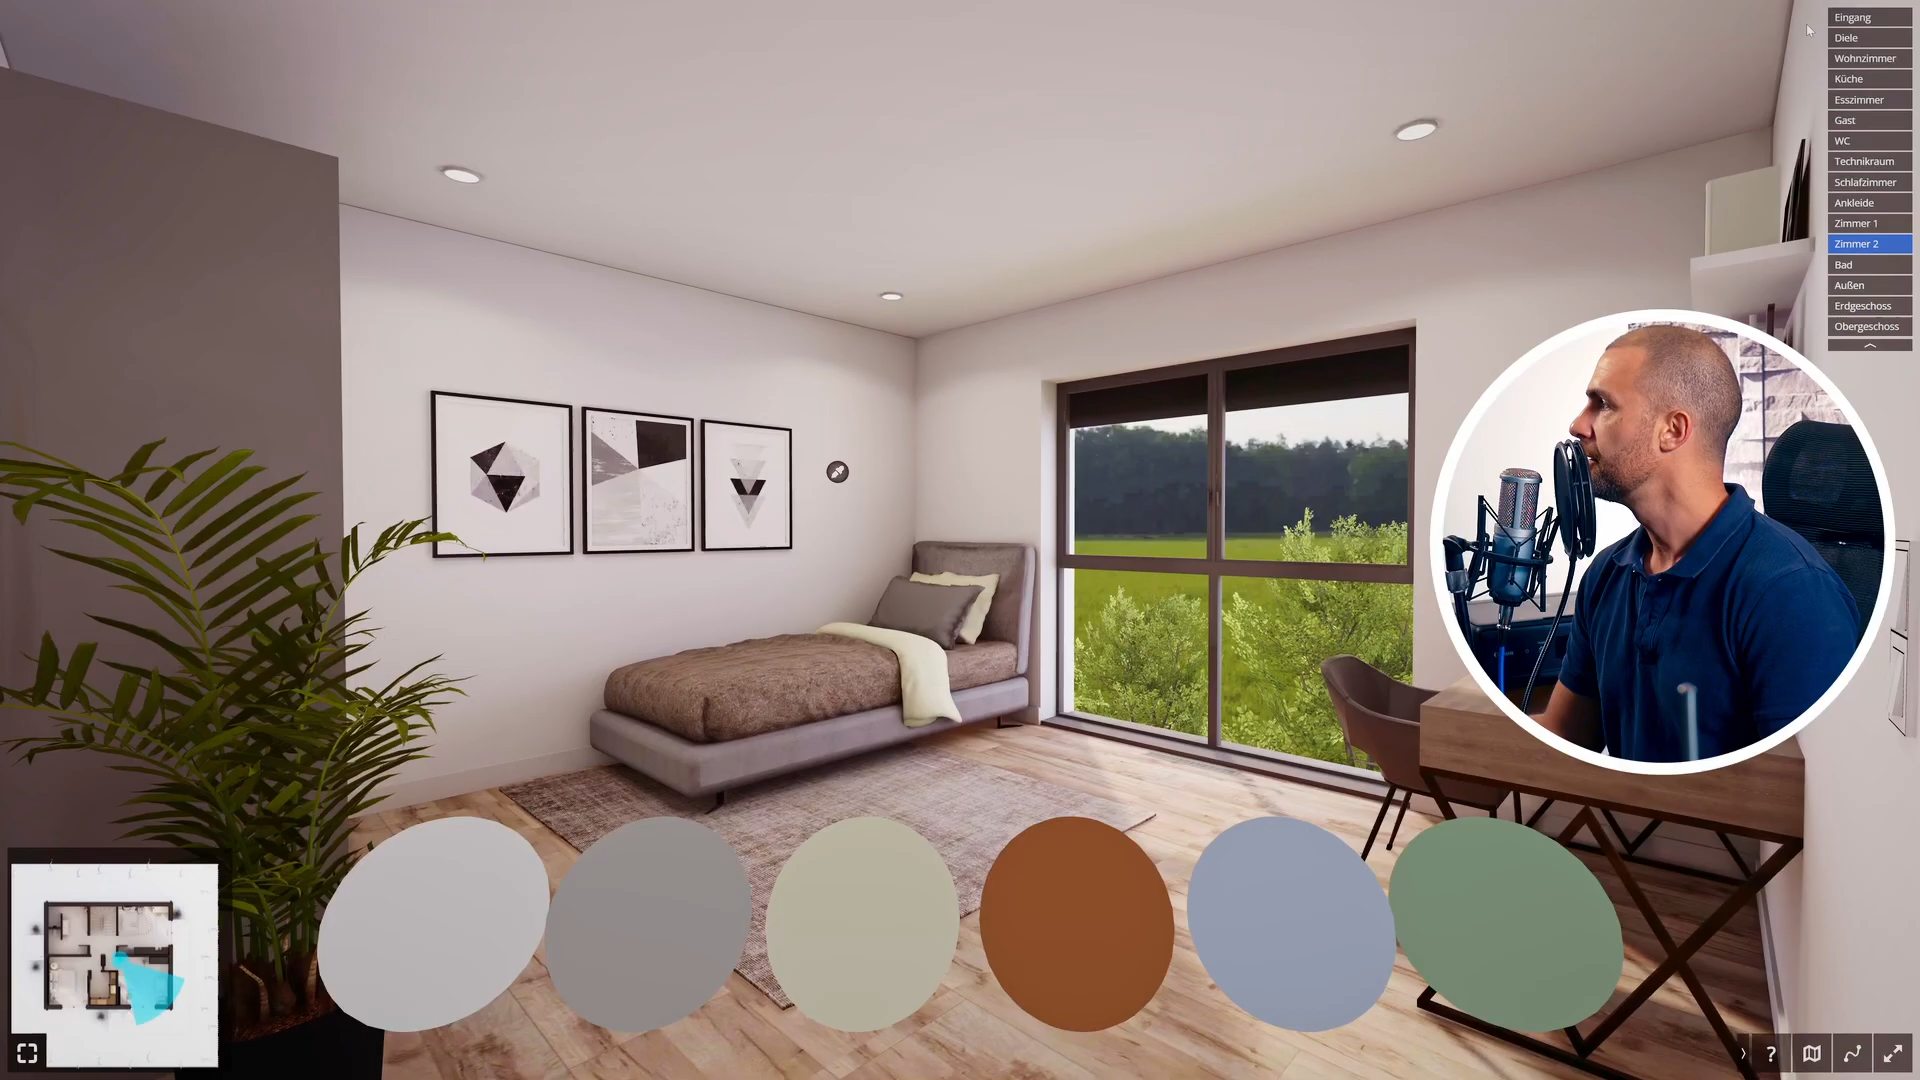 Eingang
Diele
Wohnzimmer
Küche
Esszimmer
Gast
WC
Technikraum
Schlafzimmer
Ankleide
Zimmer 1
Zimmer 2
Bad
Außen
Erdgeschoss
Obergeschoss
?